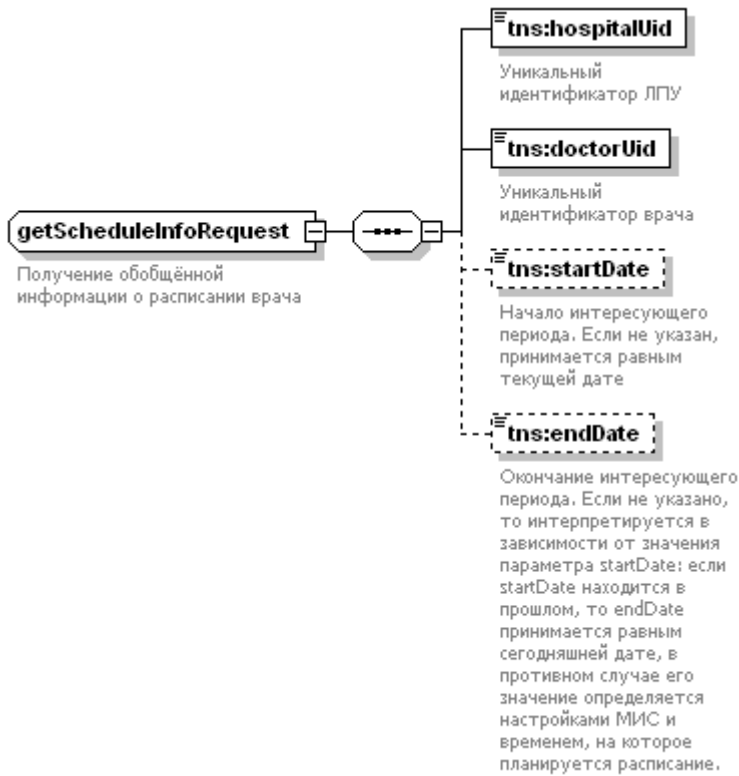 tns:hospitalUid
Уникальный
идентификатор ЛПУ
tns:doctorUid
Уникальный
идентификатор врача
getScheduleInfoRequest
Получение обобщённой
информации о расписании врача
tns:startDate
Начало интересующего
периода. Если не указан,
принимается равным
текущей дате
tns:endDate
Окончание интересующего
периода. Если не указано,
то интерпретируется в
зависимости от значения
параметра startDate: если
startDate находится в
прошлом, то endDate
принимается равным
сегодняшней дате, в
противном случае его
значение определяется
настройками МИС и
временем, на которое
планируется расписание.